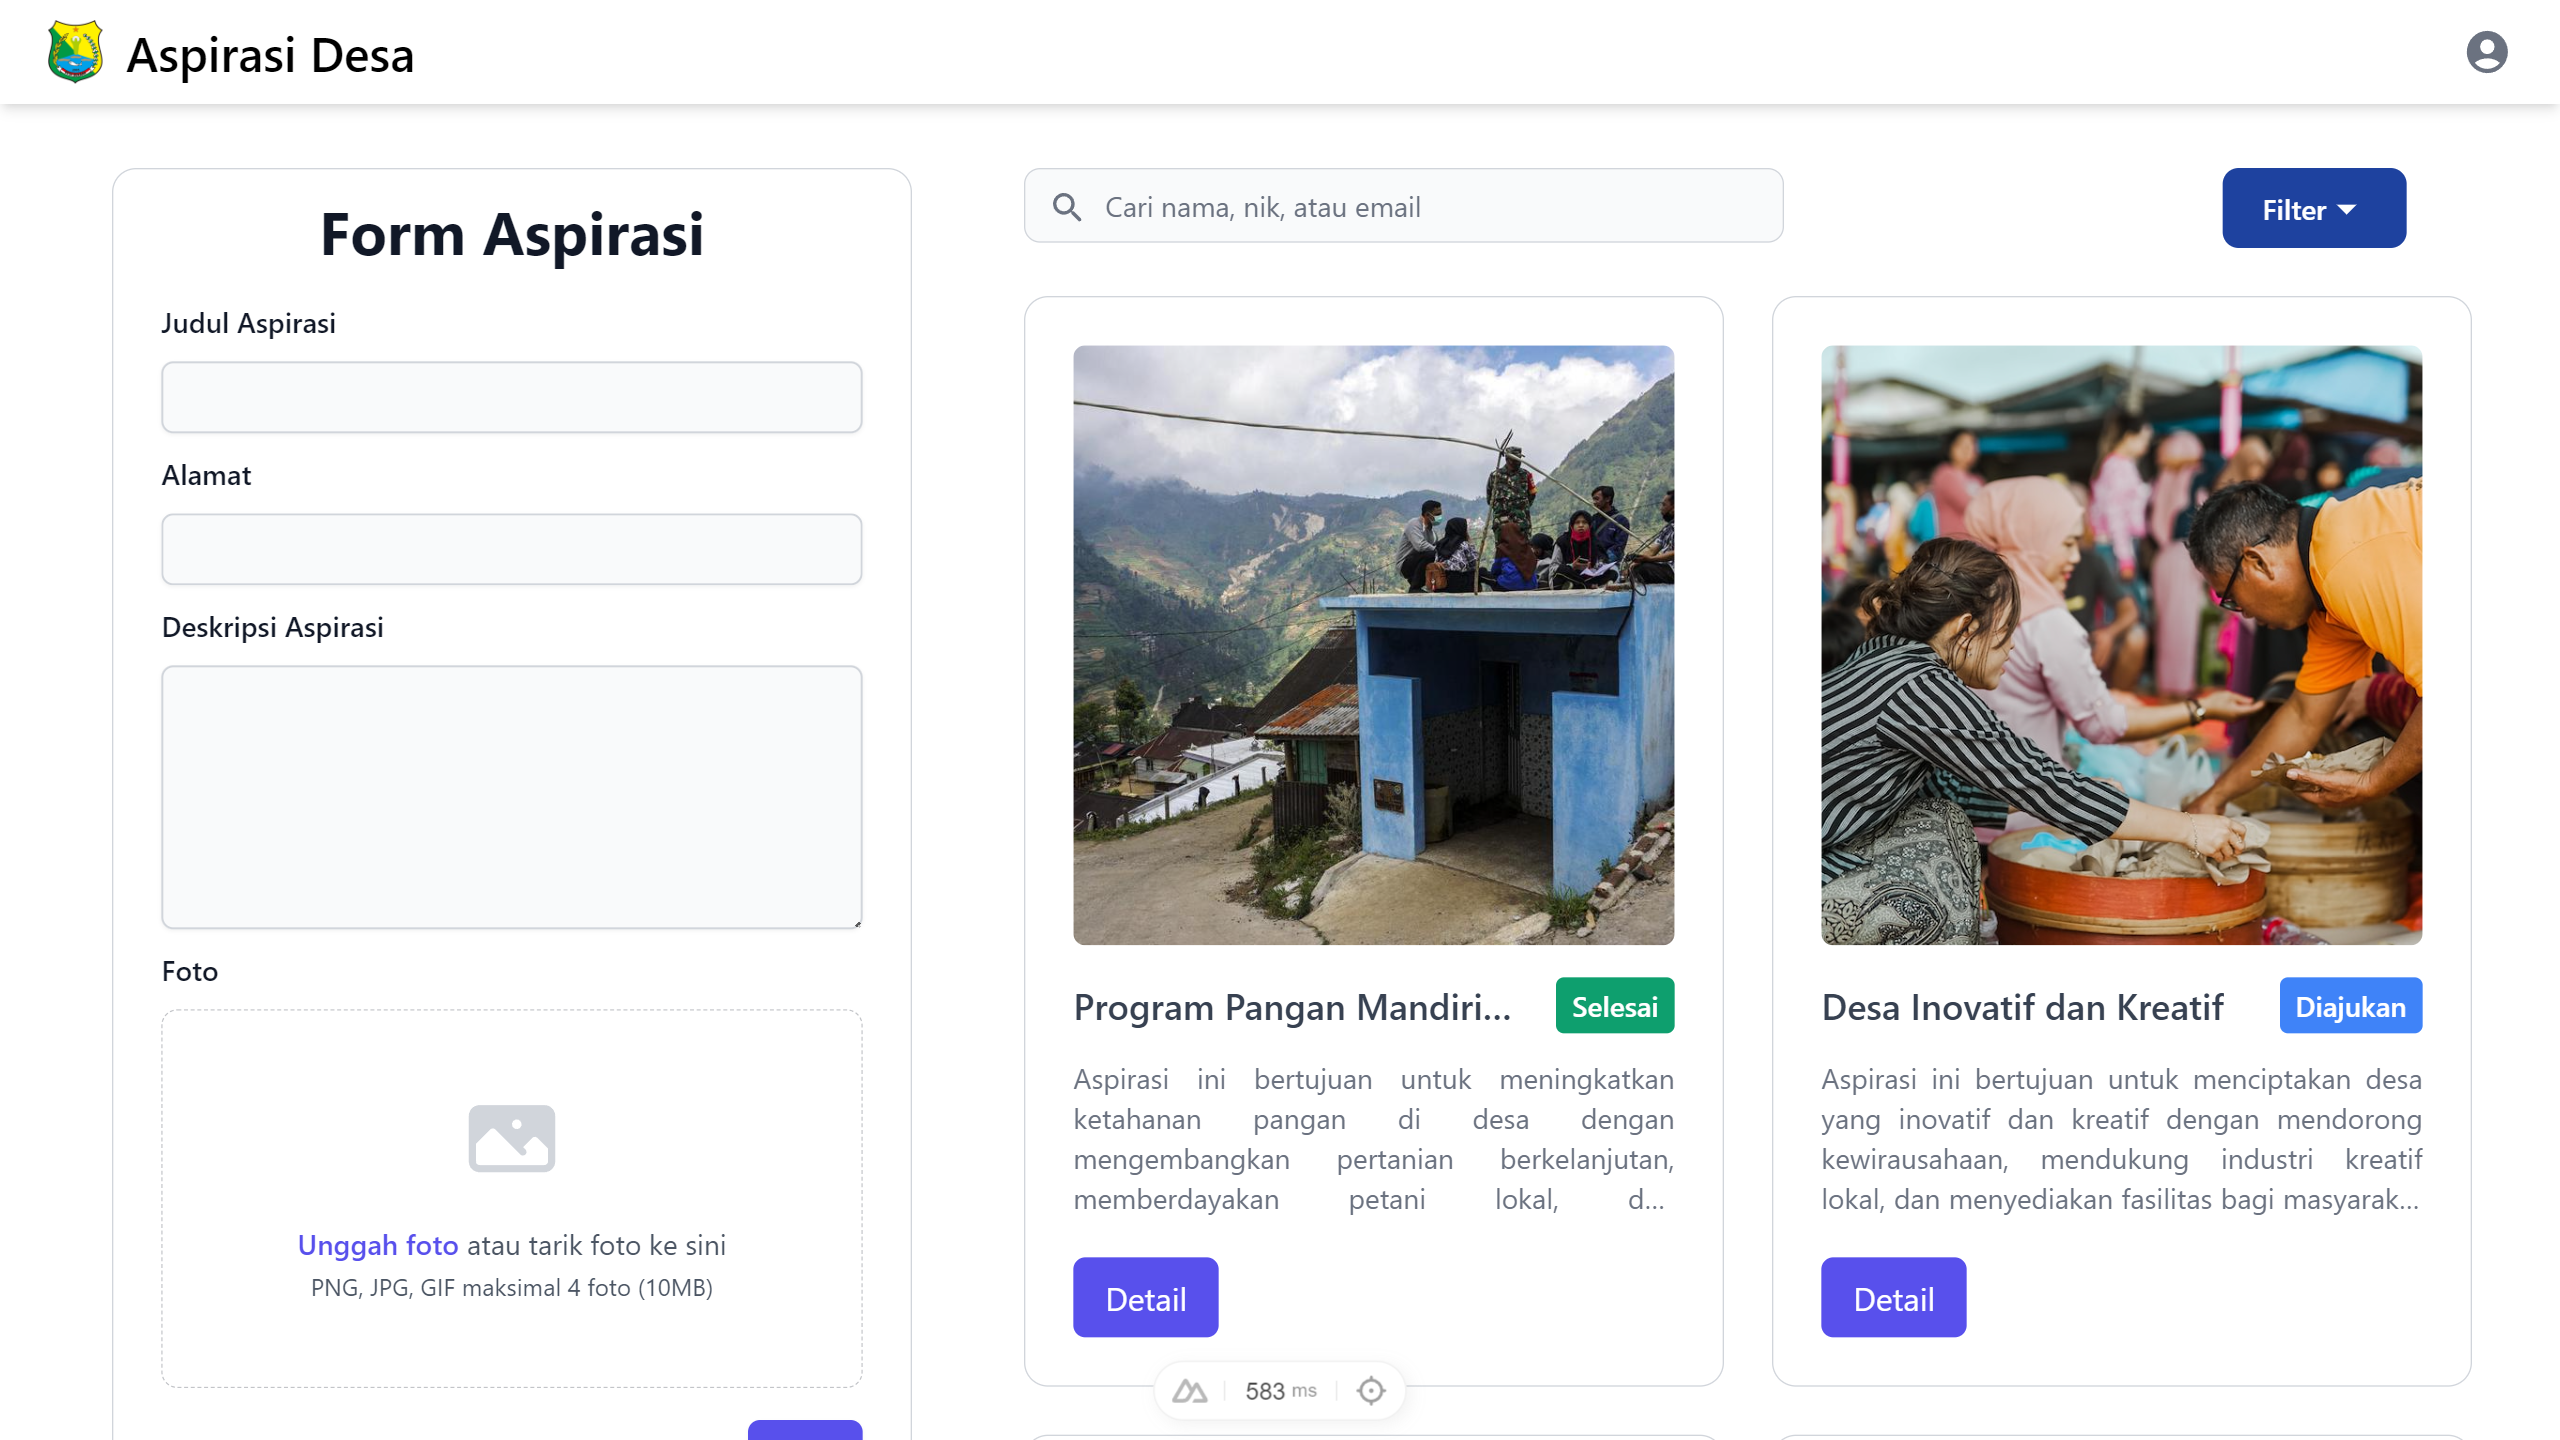 Aspirasi Desa
Form Aspirasi
Judul Aspirasi
Alamat
Deskripsi Aspirasi
Foto
Unggah foto atau tarik foto ke sini
PNG, JPG, GIF maksimal 4 foto (10MB)
Cari nama, nik, atau email
Filter
Program Pangan Mandiri...
Selesai
Aspirasi ini bertujuan untuk meningkatkan
ketahanan pangan di desa dengan
mengembangkan pertanian berkelanjutan,
memberdayakan petani lokal, d...
Detail
Desa Inovatif dan Kreatif
Diajukan
Aspirasi ini bertujuan untuk menciptakan desa
yang inovatif dan kreatif dengan mendorong
kewirausahaan, mendukung industri kreatif
lokal, dan menyediakan fasilitas bagi masyarak...
Detail
583 ms